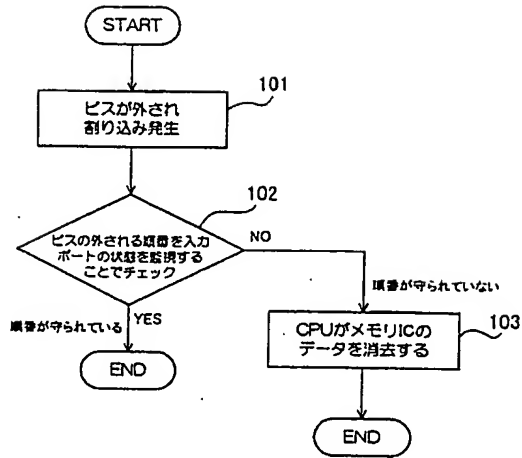 START
101
ビスが外され
割り込み発生
102
ビスの外される順番を入力
ポートの状態を監視する
ことでチェック
NO
順番が守られていない
順番が守られている
YES
END
CPUがメモリICの
データを消去する
103
END